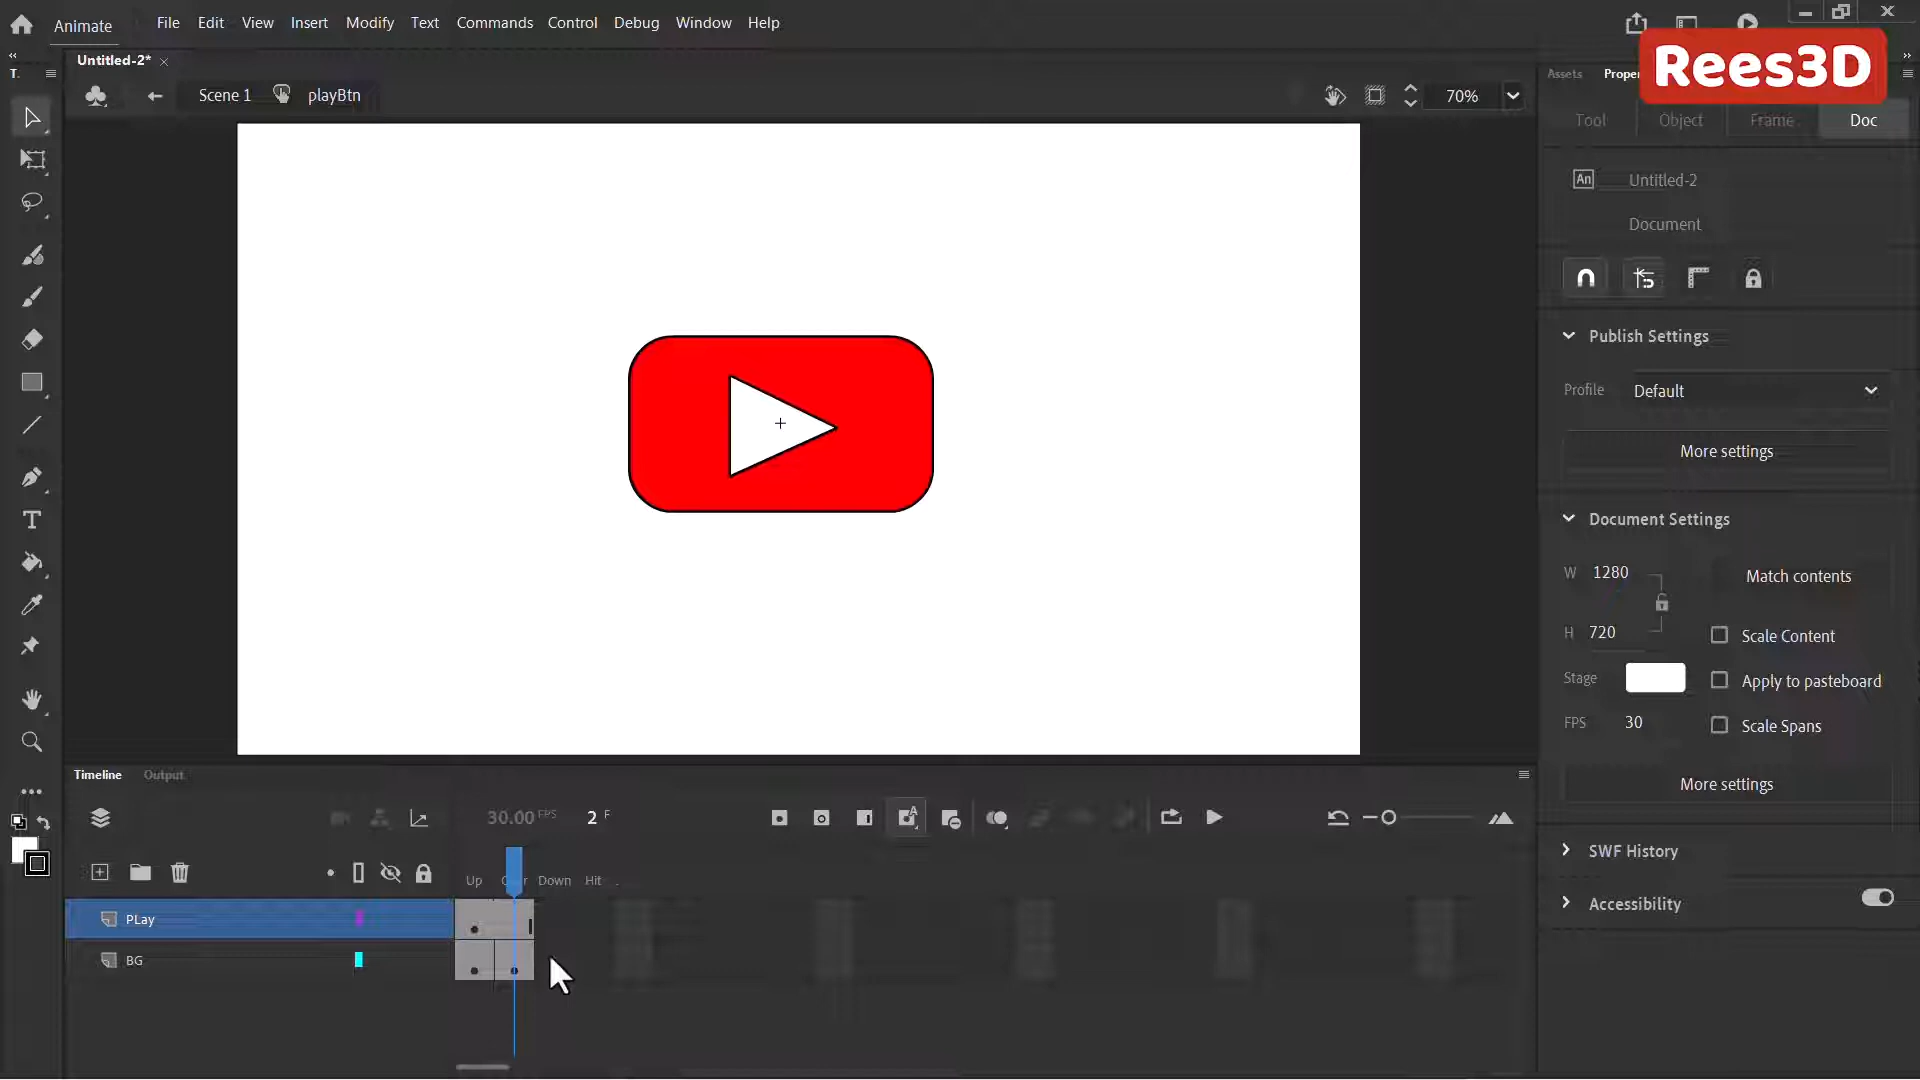 Animate File Edit View Insert Modify Text Commands Control Debug Window Help
Rees3D
Untitled-2*
T.
Assets
Scene 1 playBtn 70%
Tool Object Frame Doc
An Untitled-2
Document
Publish Settings
Profile Default
More settings
Document Settings
W 1280 Match contents
H 720 Scale Content
Stage Apply to pasteboard
FPS 30 Scale Spans
More settings
SWF History
Accessibility
Timeline Output
30.00 FPS 2 F
Up Down Hit
PLay
BG